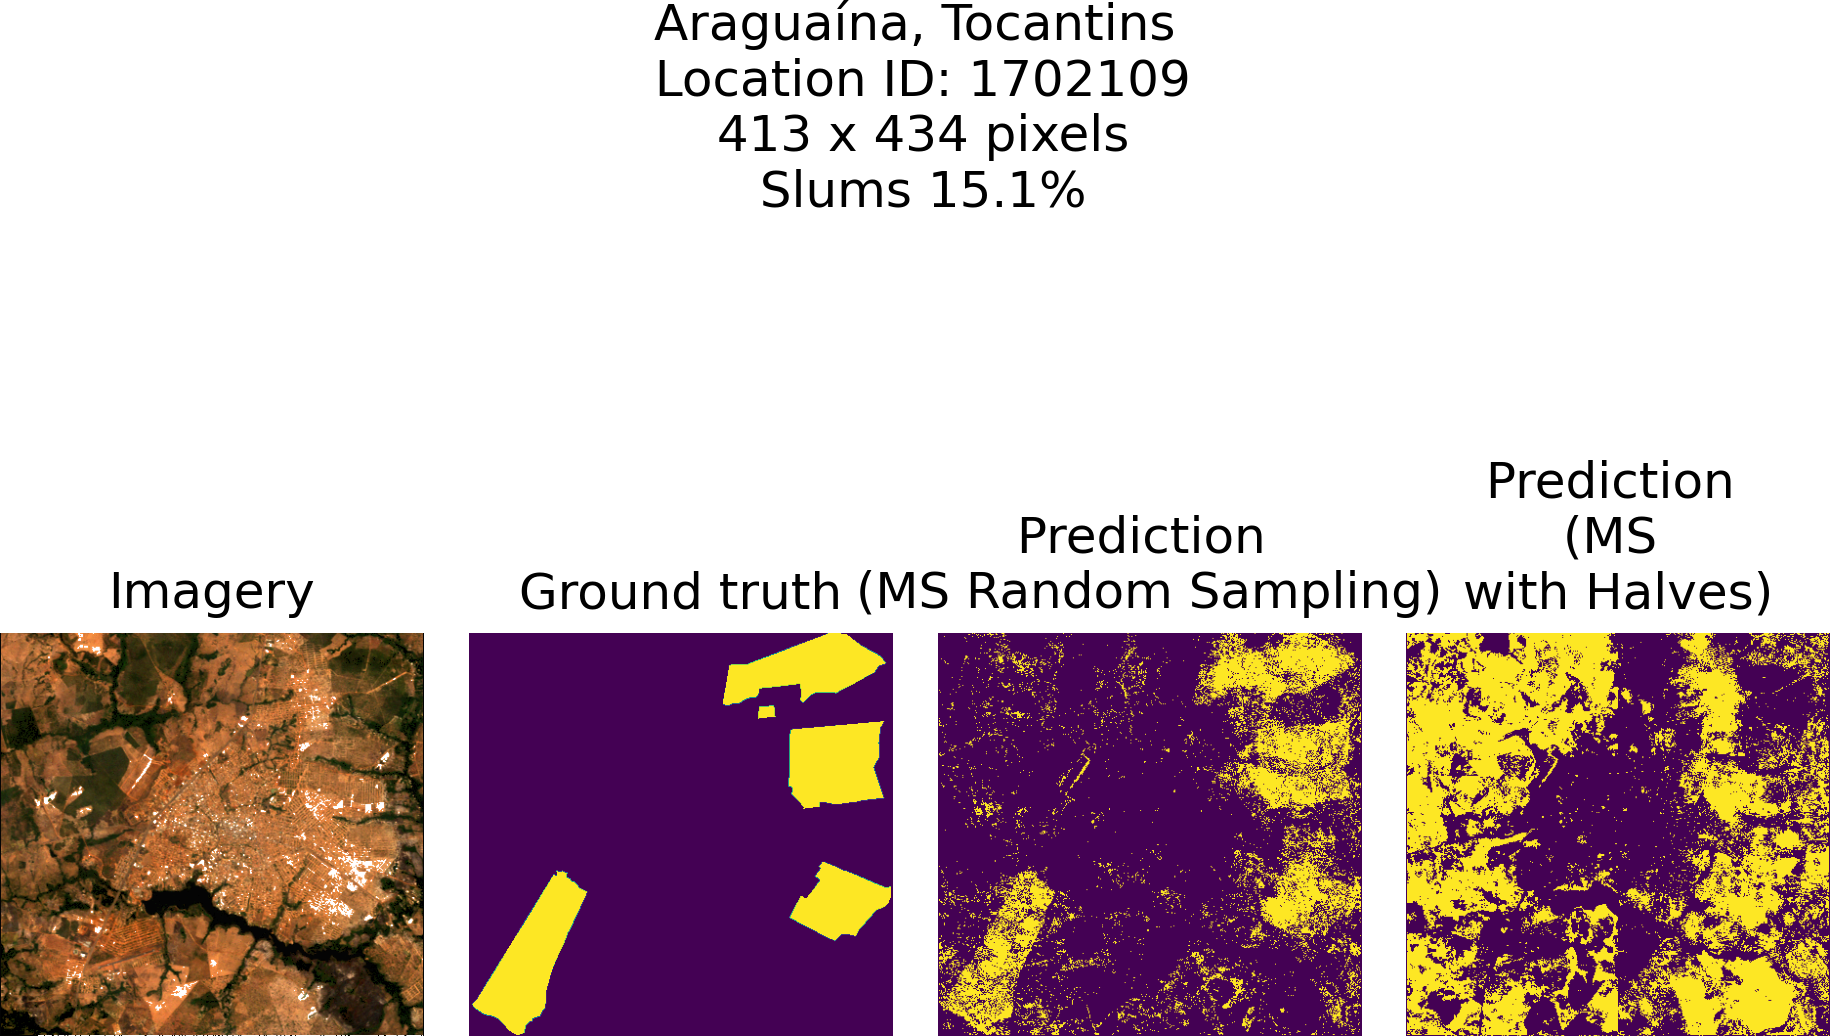 Araguaína, Tocantins
Location ID: 1702109
413 x 434 pixels
Slums 15.1%
Imagery
Ground truth
Prediction
(MS Random Sampling)
Prediction
(MS
with Halves)